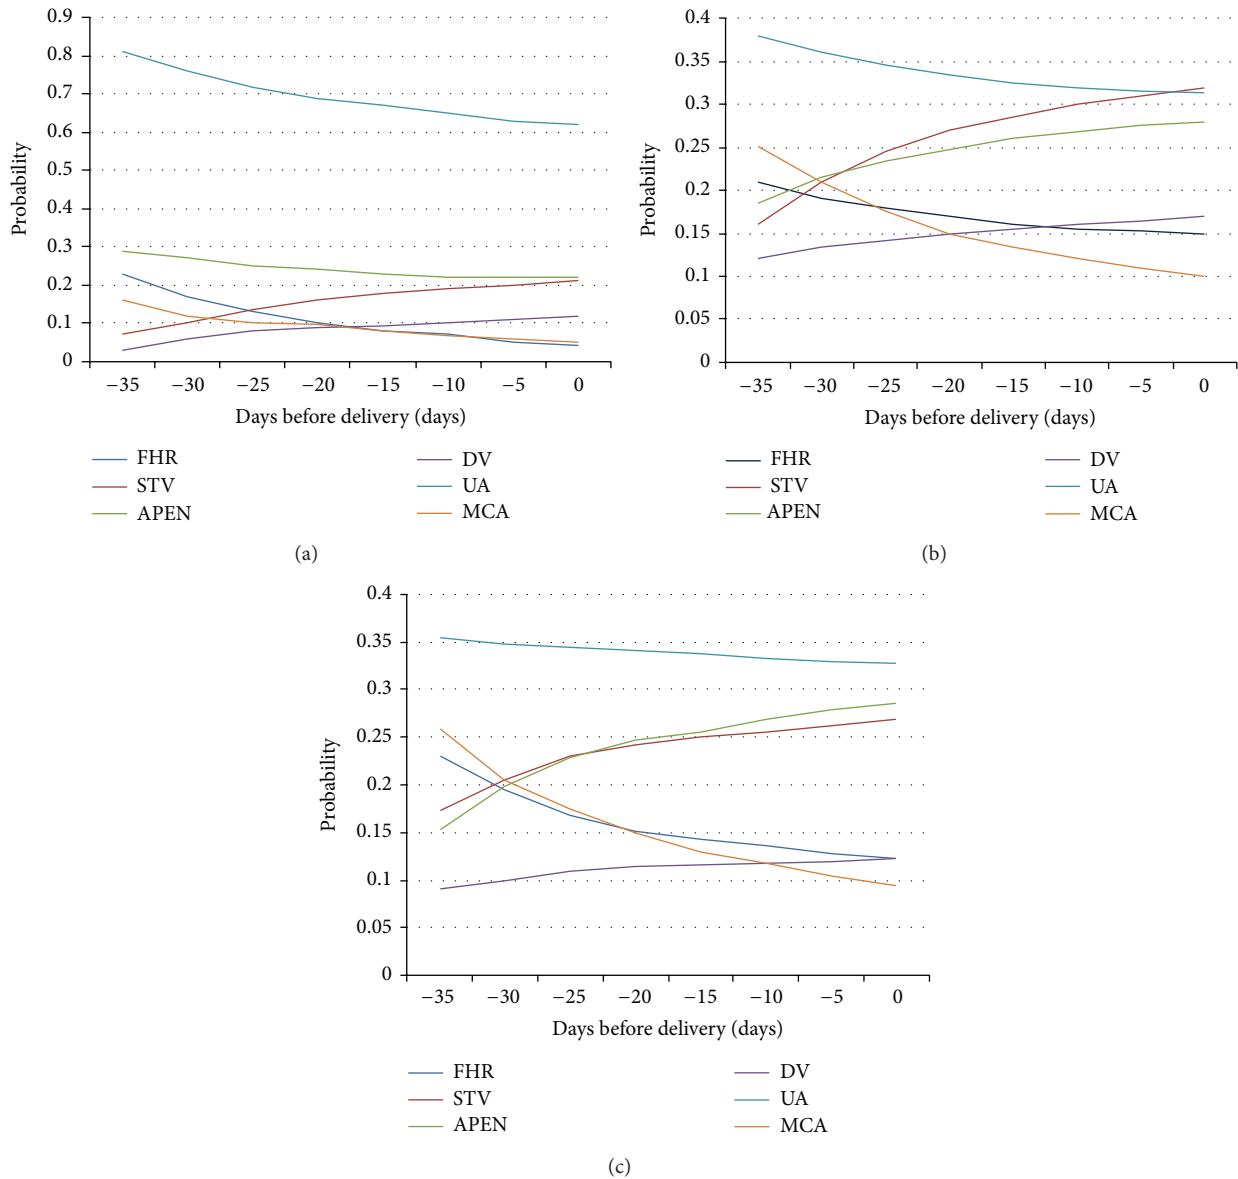 0.9
0.8
0.7
0.6
0.5
0.4
0.3
0.2
0.1
0
Probability
−35 −30 −25 −20 −15 −10 −5 0
Days before delivery (days)
FHR DV
STV UA
APEN MCA
(a)
0.4
0.35
0.3
0.25
0.2
0.15
0.1
0.05
0
Probability
−35 −30 −25 −20 −15 −10 −5 0
Days before delivery (days)
FHR DV
STV UA
APEN MCA
(b)
0.4
0.35
0.3
0.25
0.2
0.15
0.1
0.05
0
Probability
−35 −30 −25 −20 −15 −10 −5 0
Days before delivery (days)
FHR DV
STV UA
APEN MCA
(c)